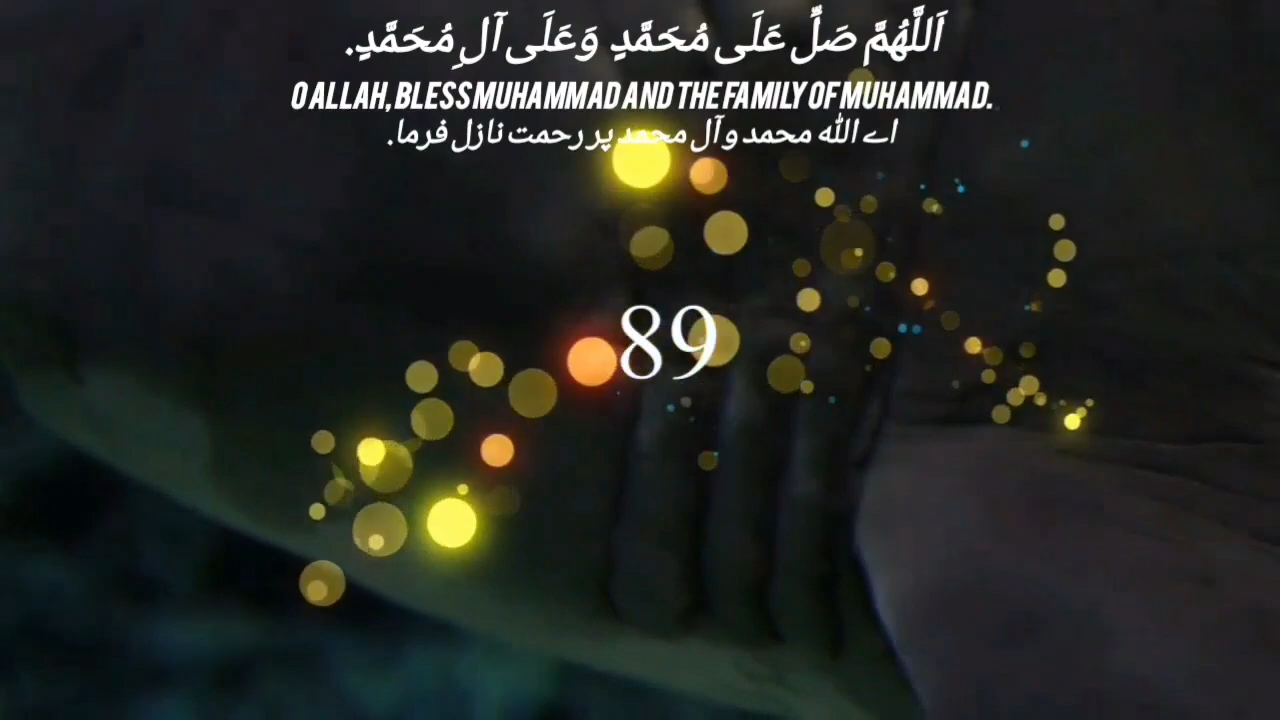 اَللَّهُمَّ صَلِّ عَلَى مُحَمَّدٍ وَعَلَى آلِ مُحَمَّدٍ.
O ALLAH, BLESS MUHAMMAD AND THE FAMILY OF MUHAMMAD.
اے اللہ محمد و آل محمد پر رحمت نازل فرما.
89